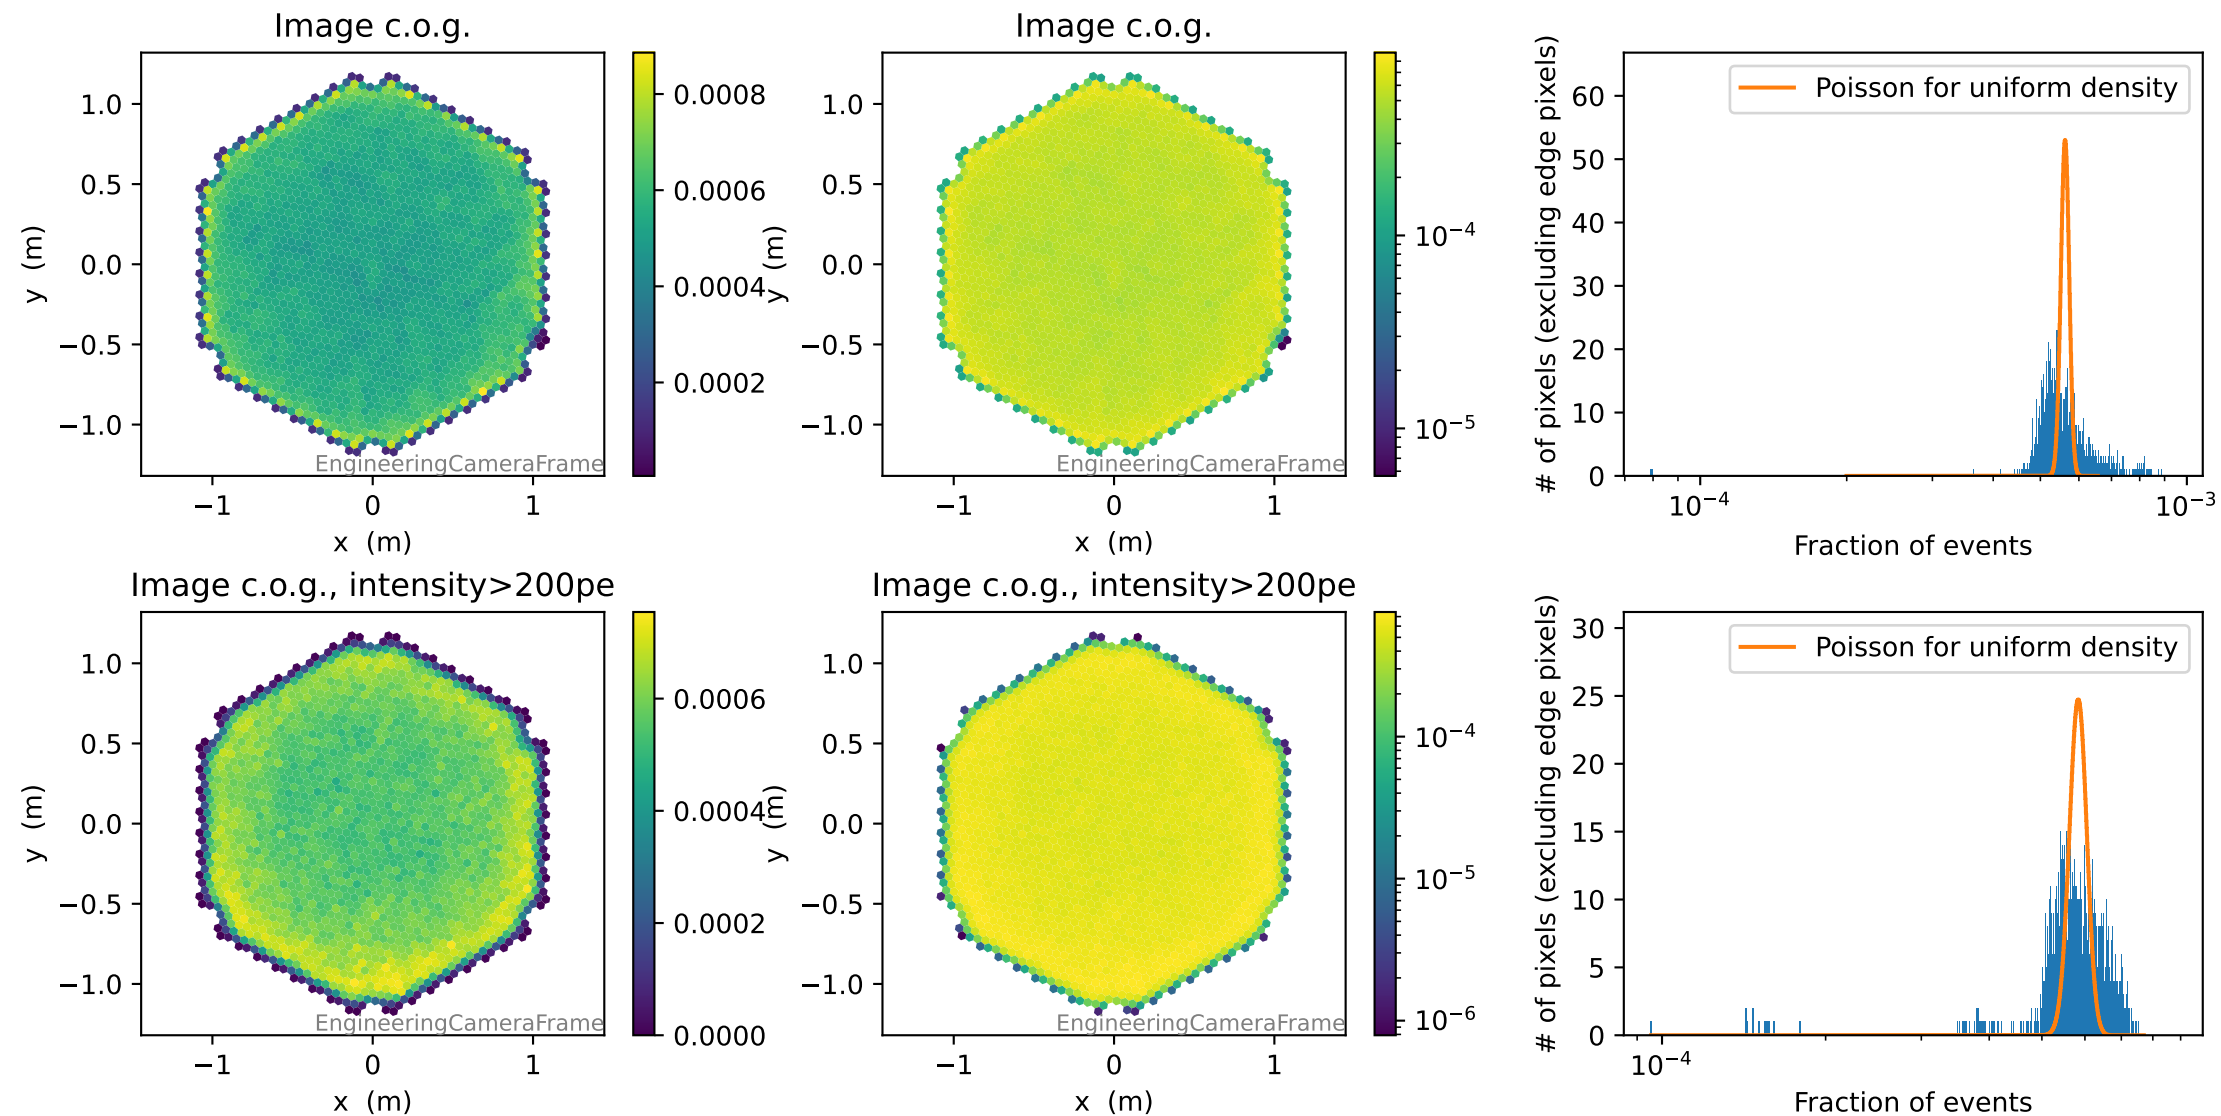 Image c.o.g.
1.0
0.5
0.0
−0.5
−1.0
y (m)
−1
0
1
x (m)
EngineeringCameraFrame
0.0008
0.0006
0.0004
0.0002
Image c.o.g.
1.0
0.5
0.0
−0.5
−1.0
y (m)
−1
0
1
x (m)
EngineeringCameraFrame
10⁻⁴
10⁻⁵
# of pixels (excluding edge pixels)
60
50
40
30
20
10
0
Poisson for uniform density
10⁻⁴
10⁻³
Fraction of events
Image c.o.g., intensity>200pe
1.0
0.5
0.0
−0.5
−1.0
y (m)
−1
0
1
x (m)
EngineeringCameraFrame
0.0006
0.0004
0.0002
0.0000
Image c.o.g., intensity>200pe
1.0
0.5
0.0
−0.5
−1.0
y (m)
−1
0
1
x (m)
EngineeringCameraFrame
10⁻⁴
10⁻⁵
10⁻⁶
# of pixels (excluding edge pixels)
30
25
20
15
10
5
0
Poisson for uniform density
10⁻⁴
Fraction of events